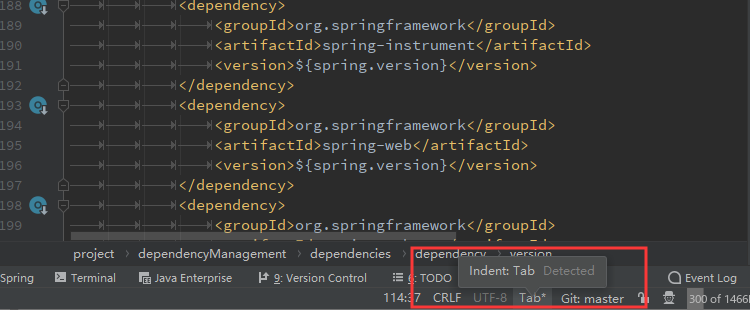 188 <dependency>
189 <groupId>org.springframework</groupId>
190 <artifactId>spring-instrument</artifactId>
191 <version>${spring.version}</version>
192 </dependency>
193 <dependency>
194 <groupId>org.springframework</groupId>
195 <artifactId>spring-web</artifactId>
196 <version>${spring.version}</version>
197 </dependency>
198 <dependency>
199 <groupId>org.springframework</groupId>
project › dependencyManagement › dependencies › dependency › version
Indent: Tab Detected
Spring Terminal Java Enterprise 9: Version Control 6: TODO Event Log
114:37 CRLF UTF-8 Tab* Git: master 300 of 1466